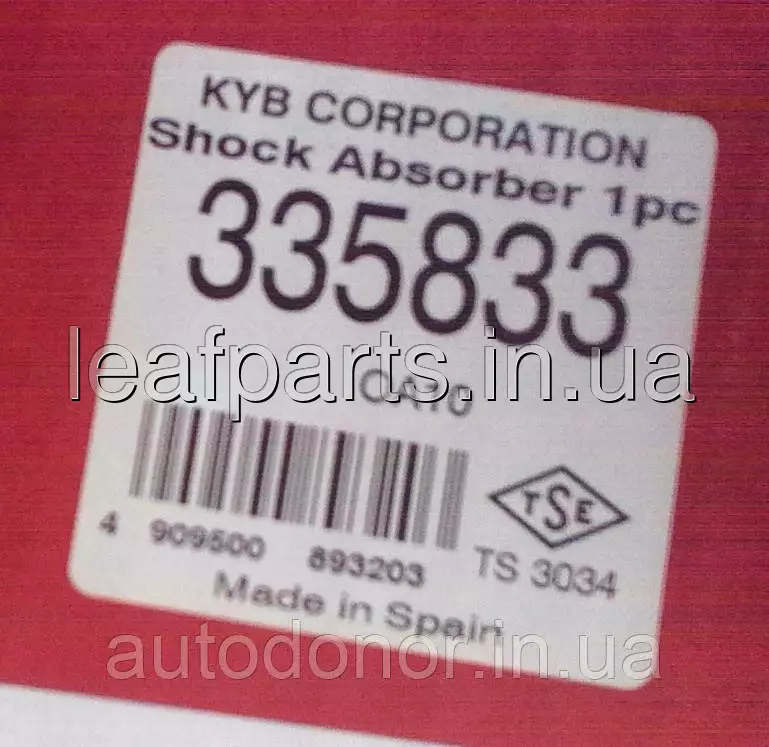 KYB CORPORATION
Shock Absorber 1pc
335833
leafparts.in.ua
TSE
4 909500 893203
TS 3034
Made in Spain
autodonor.in.ua